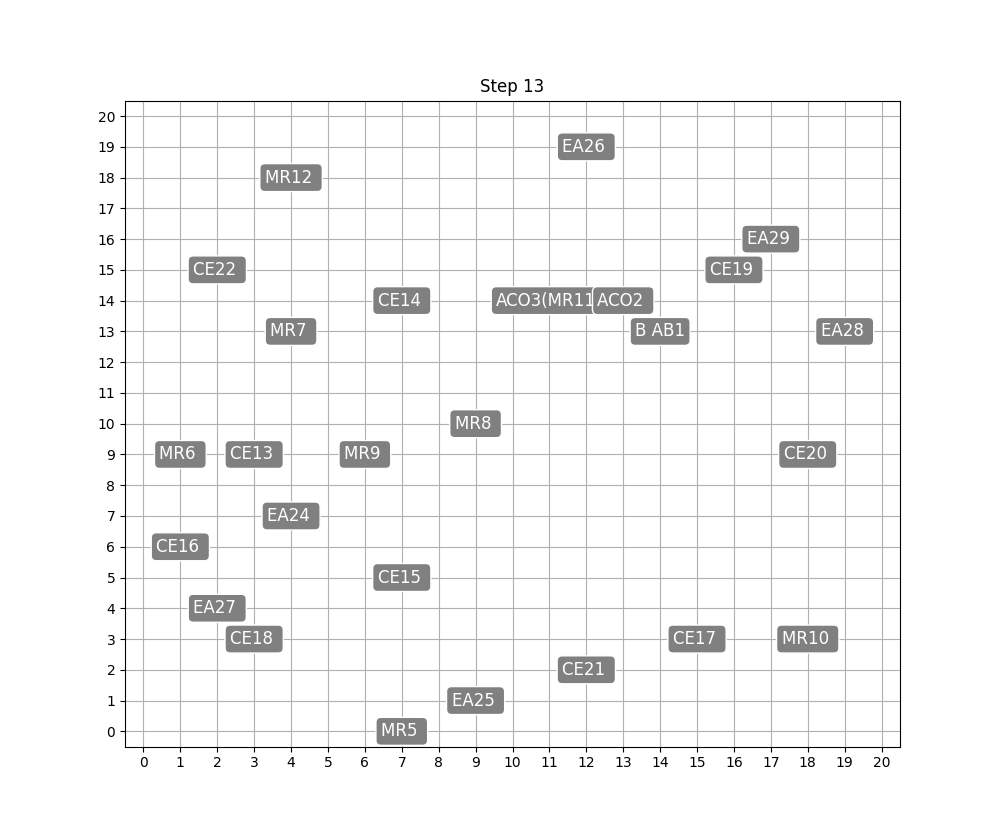 Step 13
20
19 EA26
18 MR12
17
16 EA29
15 CE22 CE19
14 CE14 ACO3(MR11 ACO2
13 MR7 B AB1 EA28
12
11
10 MR8
9 MR6 CE13 MR9 CE20
8
7 EA24
6 CE16
5 CE15
4 EA27
3 CE18 CE17 MR10
2 CE21
1 EA25
0 MR5
0 1 2 3 4 5 6 7 8 9 10 11 12 13 14 15 16 17 18 19 20